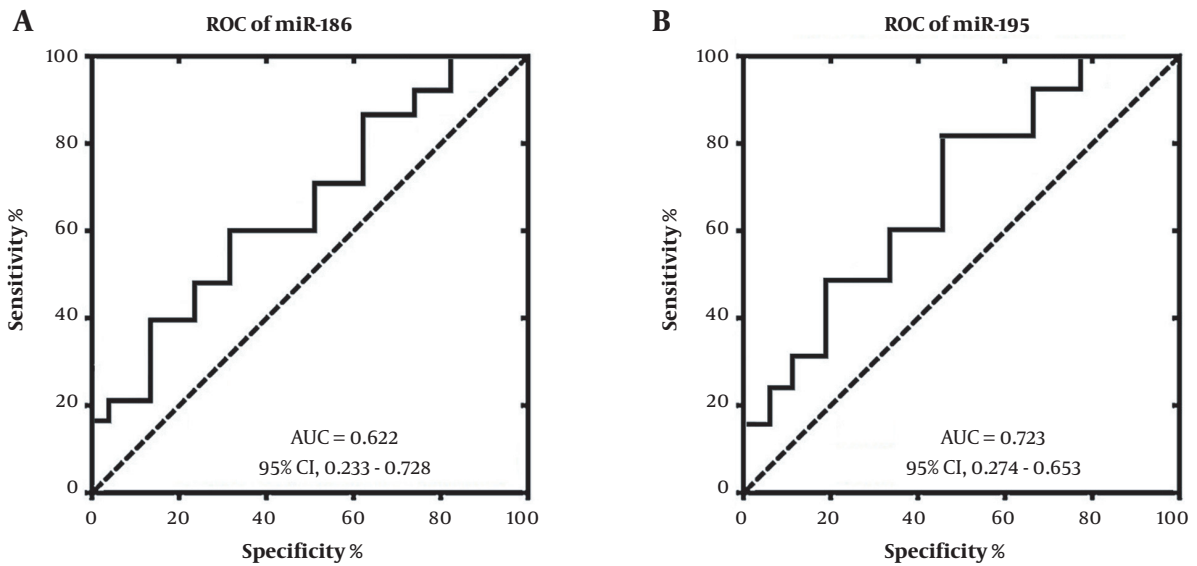 A
ROC of miR-186
100
80
60
40
20
0
Sensitivity %
AUC = 0.622
95% CI, 0.233 - 0.728
0 20 40 60 80 100
Specificity %
B
ROC of miR-195
100
80
60
40
20
0
Sensitivity %
AUC = 0.723
95% CI, 0.274 - 0.653
0 20 40 60 80 100
Specificity %